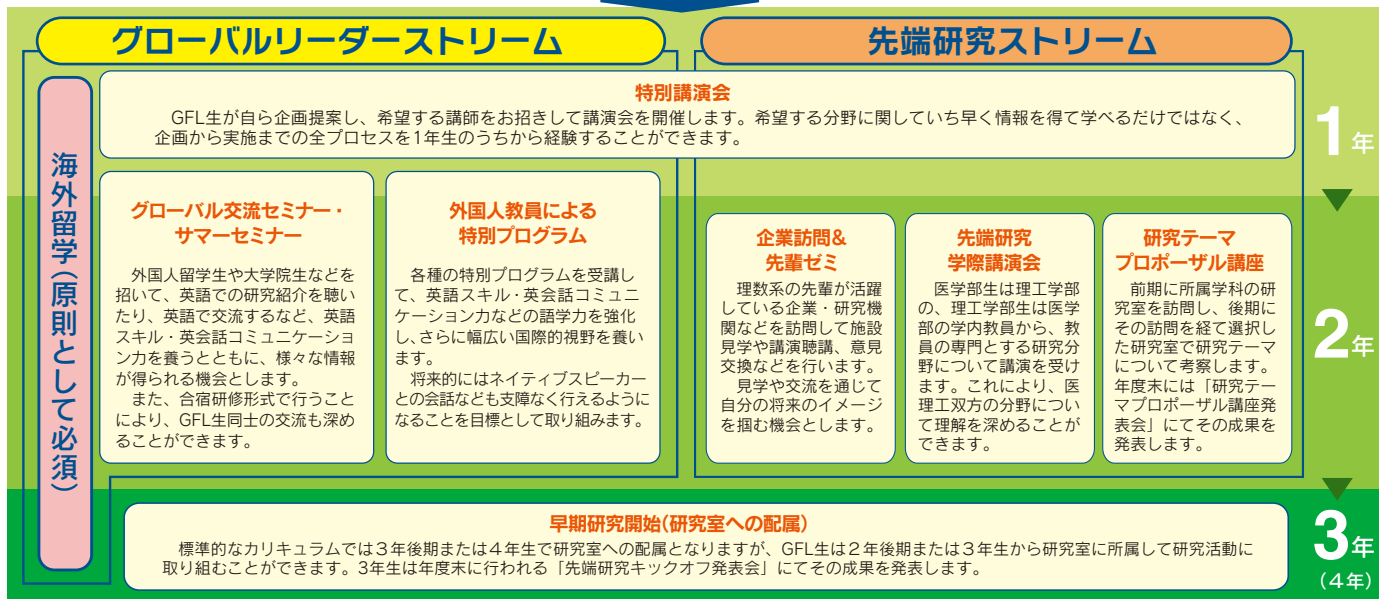 グローバルリーダーストリーム
先端研究ストリーム
海外留学(原則として必須)
特別講演会
GFL生が自ら企画提案し、希望する講師をお招きして講演会を開催します。希望する分野に関していち早く情報を得て学べるだけではなく、
企画から実施までの全プロセスを1年生のうちから経験することができます。
1年
グローバル交流セミナー・
サマーセミナー
外国人留学生や大学院生などを
招いて、英語での研究紹介を聴い
たり、英語で交流するなど、英語
スキル・英会話コミュニケーショ
ン力を養うとともに、様々な情報
が得られる機会とします。
また、合宿研修形式で行うこと
により、GFL生同士の交流も深め
ることができます。
外国人教員による
特別プログラム
各種の特別プログラムを受講し
て、英語スキル・英会話コミュニ
ケーション力などの語学力を強化
し、さらに幅広い国際的視野を養い
ます。
将来的にはネイティブスピーカー
との会話なども支障なく行えるように
なることを目標として取り組みます。
企業訪問&
先輩ゼミ
理数系の先輩が活躍
している企業・研究機
関などを訪問して施設
見学や講演聴講、意見
交換などを行います。
見学や交流を通じて
自分の将来のイメージ
を掴む機会とします。
先端研究
学際講演会
医学部生は理工学部
の、理工学部生は医学
部の学内教員から、教
員の専門とする研究分
野について講演を受け
ます。これにより、医
理工双方の分野につい
て理解を深めることが
できます。
研究テーマ
プロポーザル講座
前期に所属学科の研
究室を訪問し、後期に
その訪問を経て選択し
た研究室で研究テーマ
について考察します。
年度末には「研究テー
マプロポーザル講座発
表会」にてその成果を
発表します。
2年
早期研究開始(研究室への配属)
標準的なカリキュラムでは3年後期または4年生で研究室への配属となりますが、GFL生は2年後期または3年生から研究室に所属して研究活動に
取り組むことができます。3年生は年度末に行われる「先端研究キックオフ発表会」にてその成果を発表します。
3年
(4年)